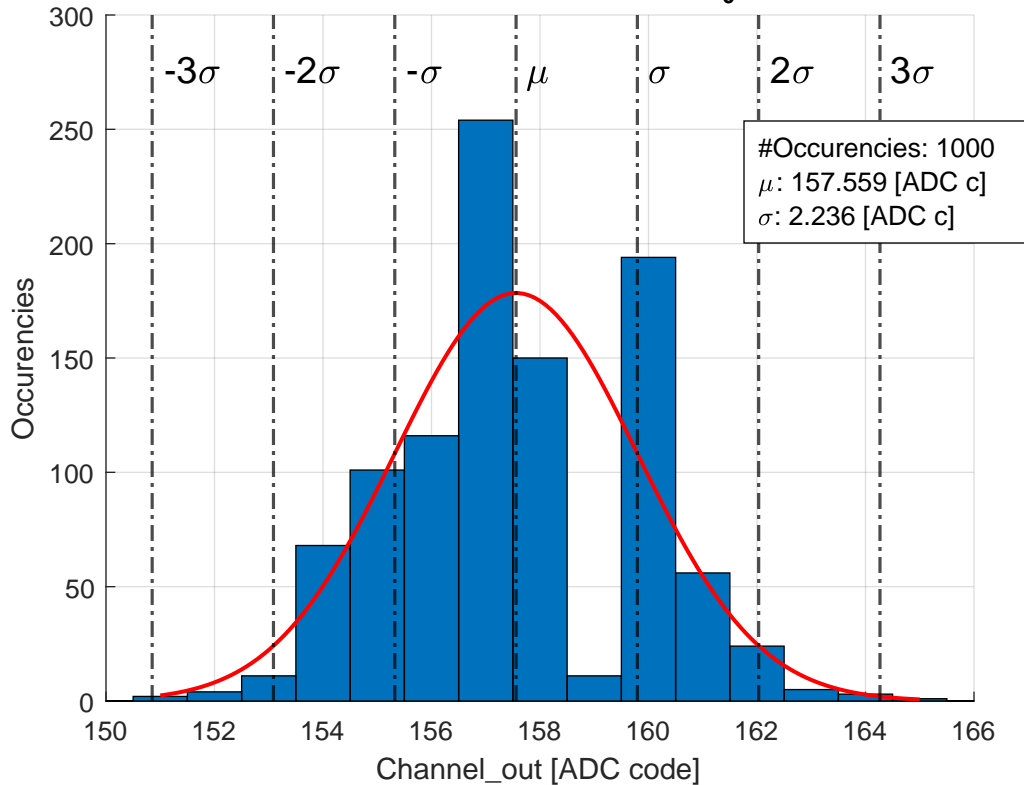 300
-3σ -2σ -σ μ σ 2σ 3σ
250
#Occurencies: 1000
μ: 157.559 [ADC c]
σ: 2.236 [ADC c]
200
Occurencies
150
100
50
0
150 152 154 156 158 160 162 164 166
Channel_out [ADC code]